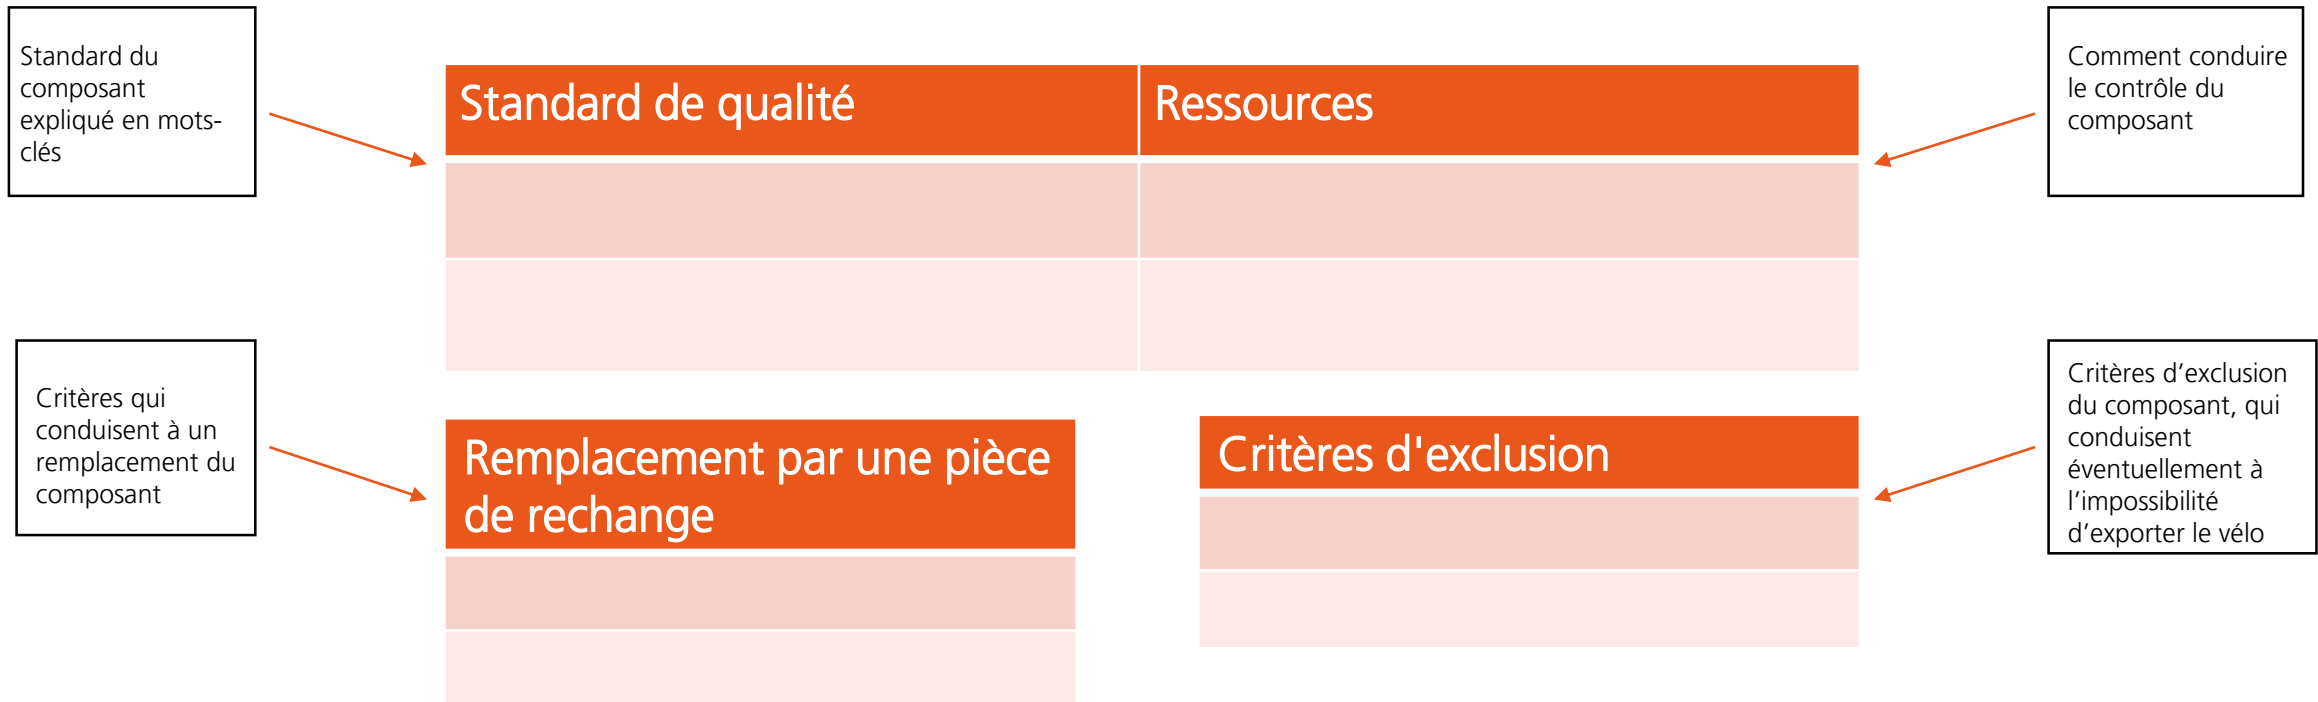 Standard du
composant
expliqué en mots-
clés
Standard de qualité
Ressources
Comment conduire
le contrôle du
composant
Critères qui
conduisent à un
remplacement du
composant
Remplacement par une pièce
de rechange
Critères d'exclusion
Critères d’exclusion
du composant, qui
conduisent
éventuellement à
l’impossibilité
d’exporter le vélo